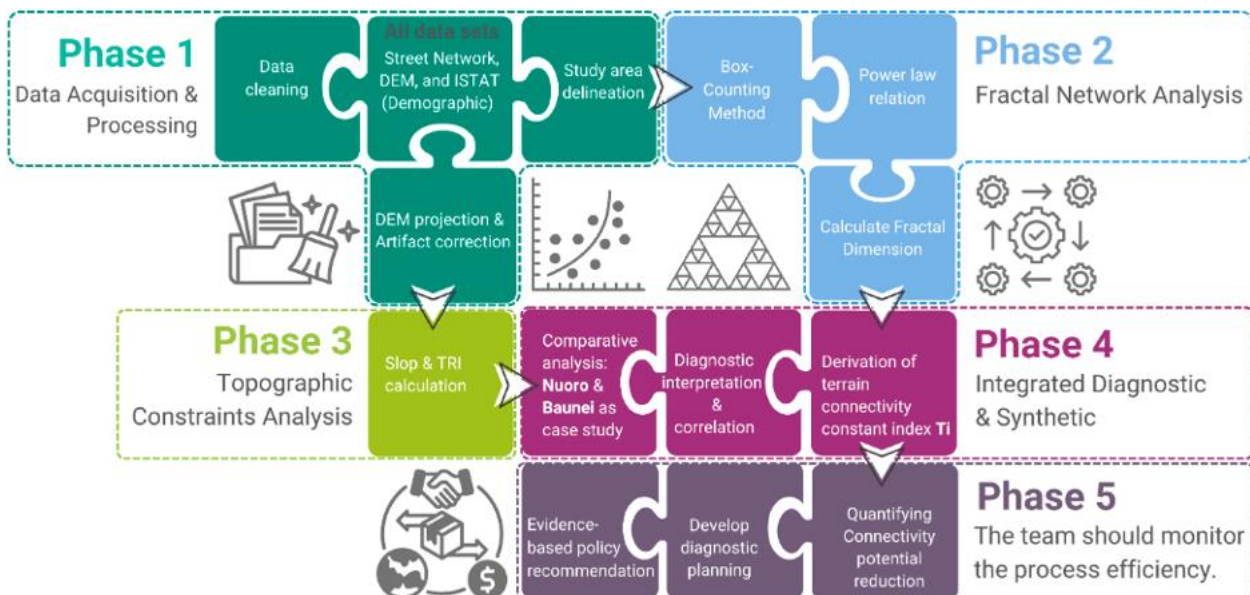 Phase 1
Data Acquisition &
Processing
Data
cleaning
All data sets
Street Network,
DEM, and ISTAT
(Demographic)
Study area
delineation
Box-
Counting
Method
Power law
relation
Phase 2
Fractal Network Analysis
DEM projection &
Artifact correction
Calculate Fractal
Dimension
Phase 3
Topographic
Constraints Analysis
Slop & TRI
calculation
Comparative
analysis:
Nuoro &
Baunei as
case study
Diagnostic
interpretation
&
correlation
Derivation of
terrain
connectivity
constant index Ti
Phase 4
Integrated Diagnostic
& Synthetic
Evidence-
based policy
recommendation
Develop
diagnostic
planning
Quantifying
Connectivity
potential
reduction
Phase 5
The team should monitor
the process efficiency.
$